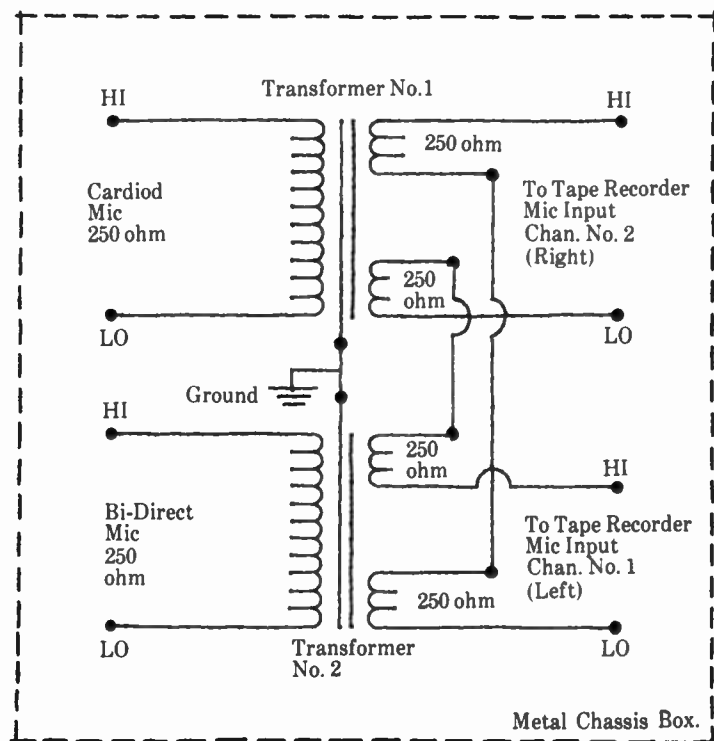 Transformer No.1
HI
HI
250 ohm
Cardiod
Mic
250 ohm
To Tape Recorder
Mic Input
Chan. No. 2
(Right)
250
ohm
LO
LO
Ground
HI
250
ohm
HI
Bi-Direct
Mic
250
ohm
To Tape Recorder
Mic Input
Chan. No. 1
(Left)
250 ohm
LO
Transformer
No. 2
LO
Metal Chassis Box.